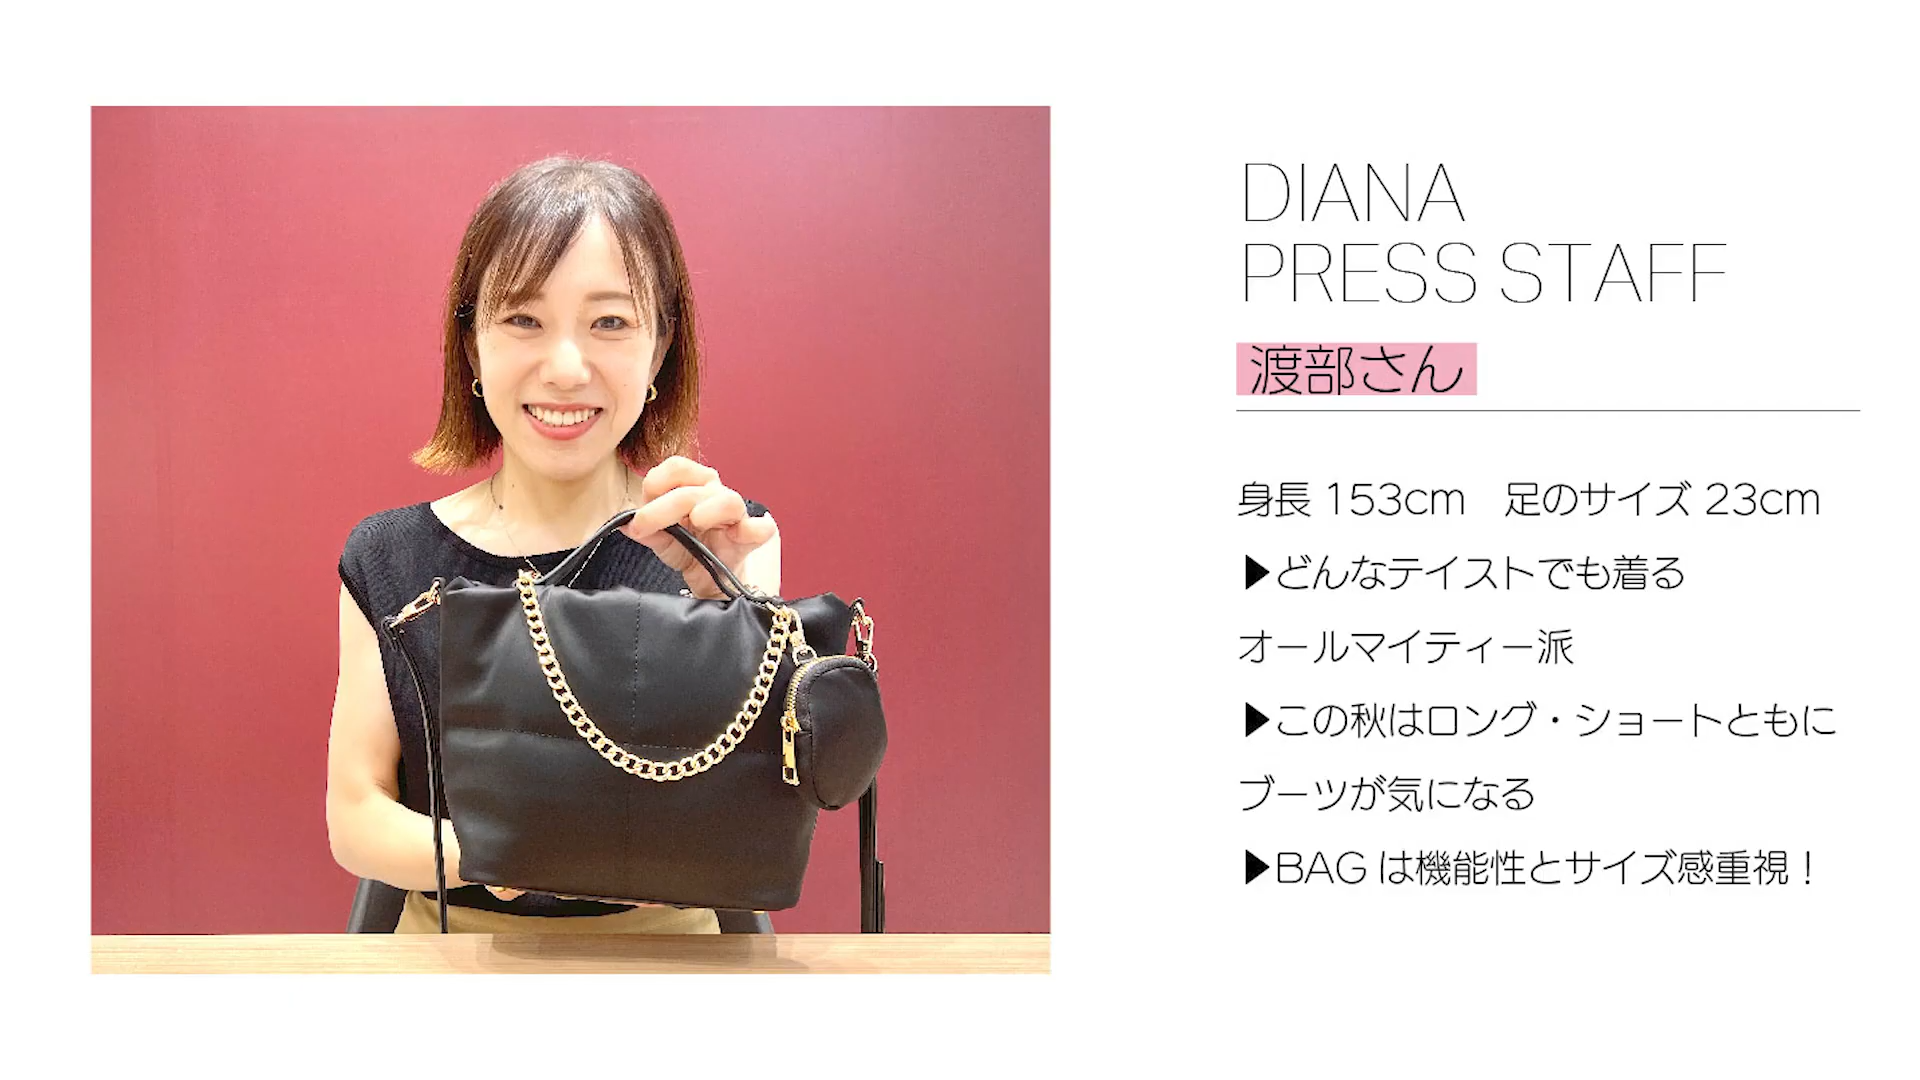 DIANA
PRESS STAFF
渡部さん
身長 153cm　足のサイズ 23cm
▶どんなテイストでも着る
オールマイティー派
▶この秋はロング・ショートともに
ブーツが気になる
▶BAG は機能性とサイズ感重視！